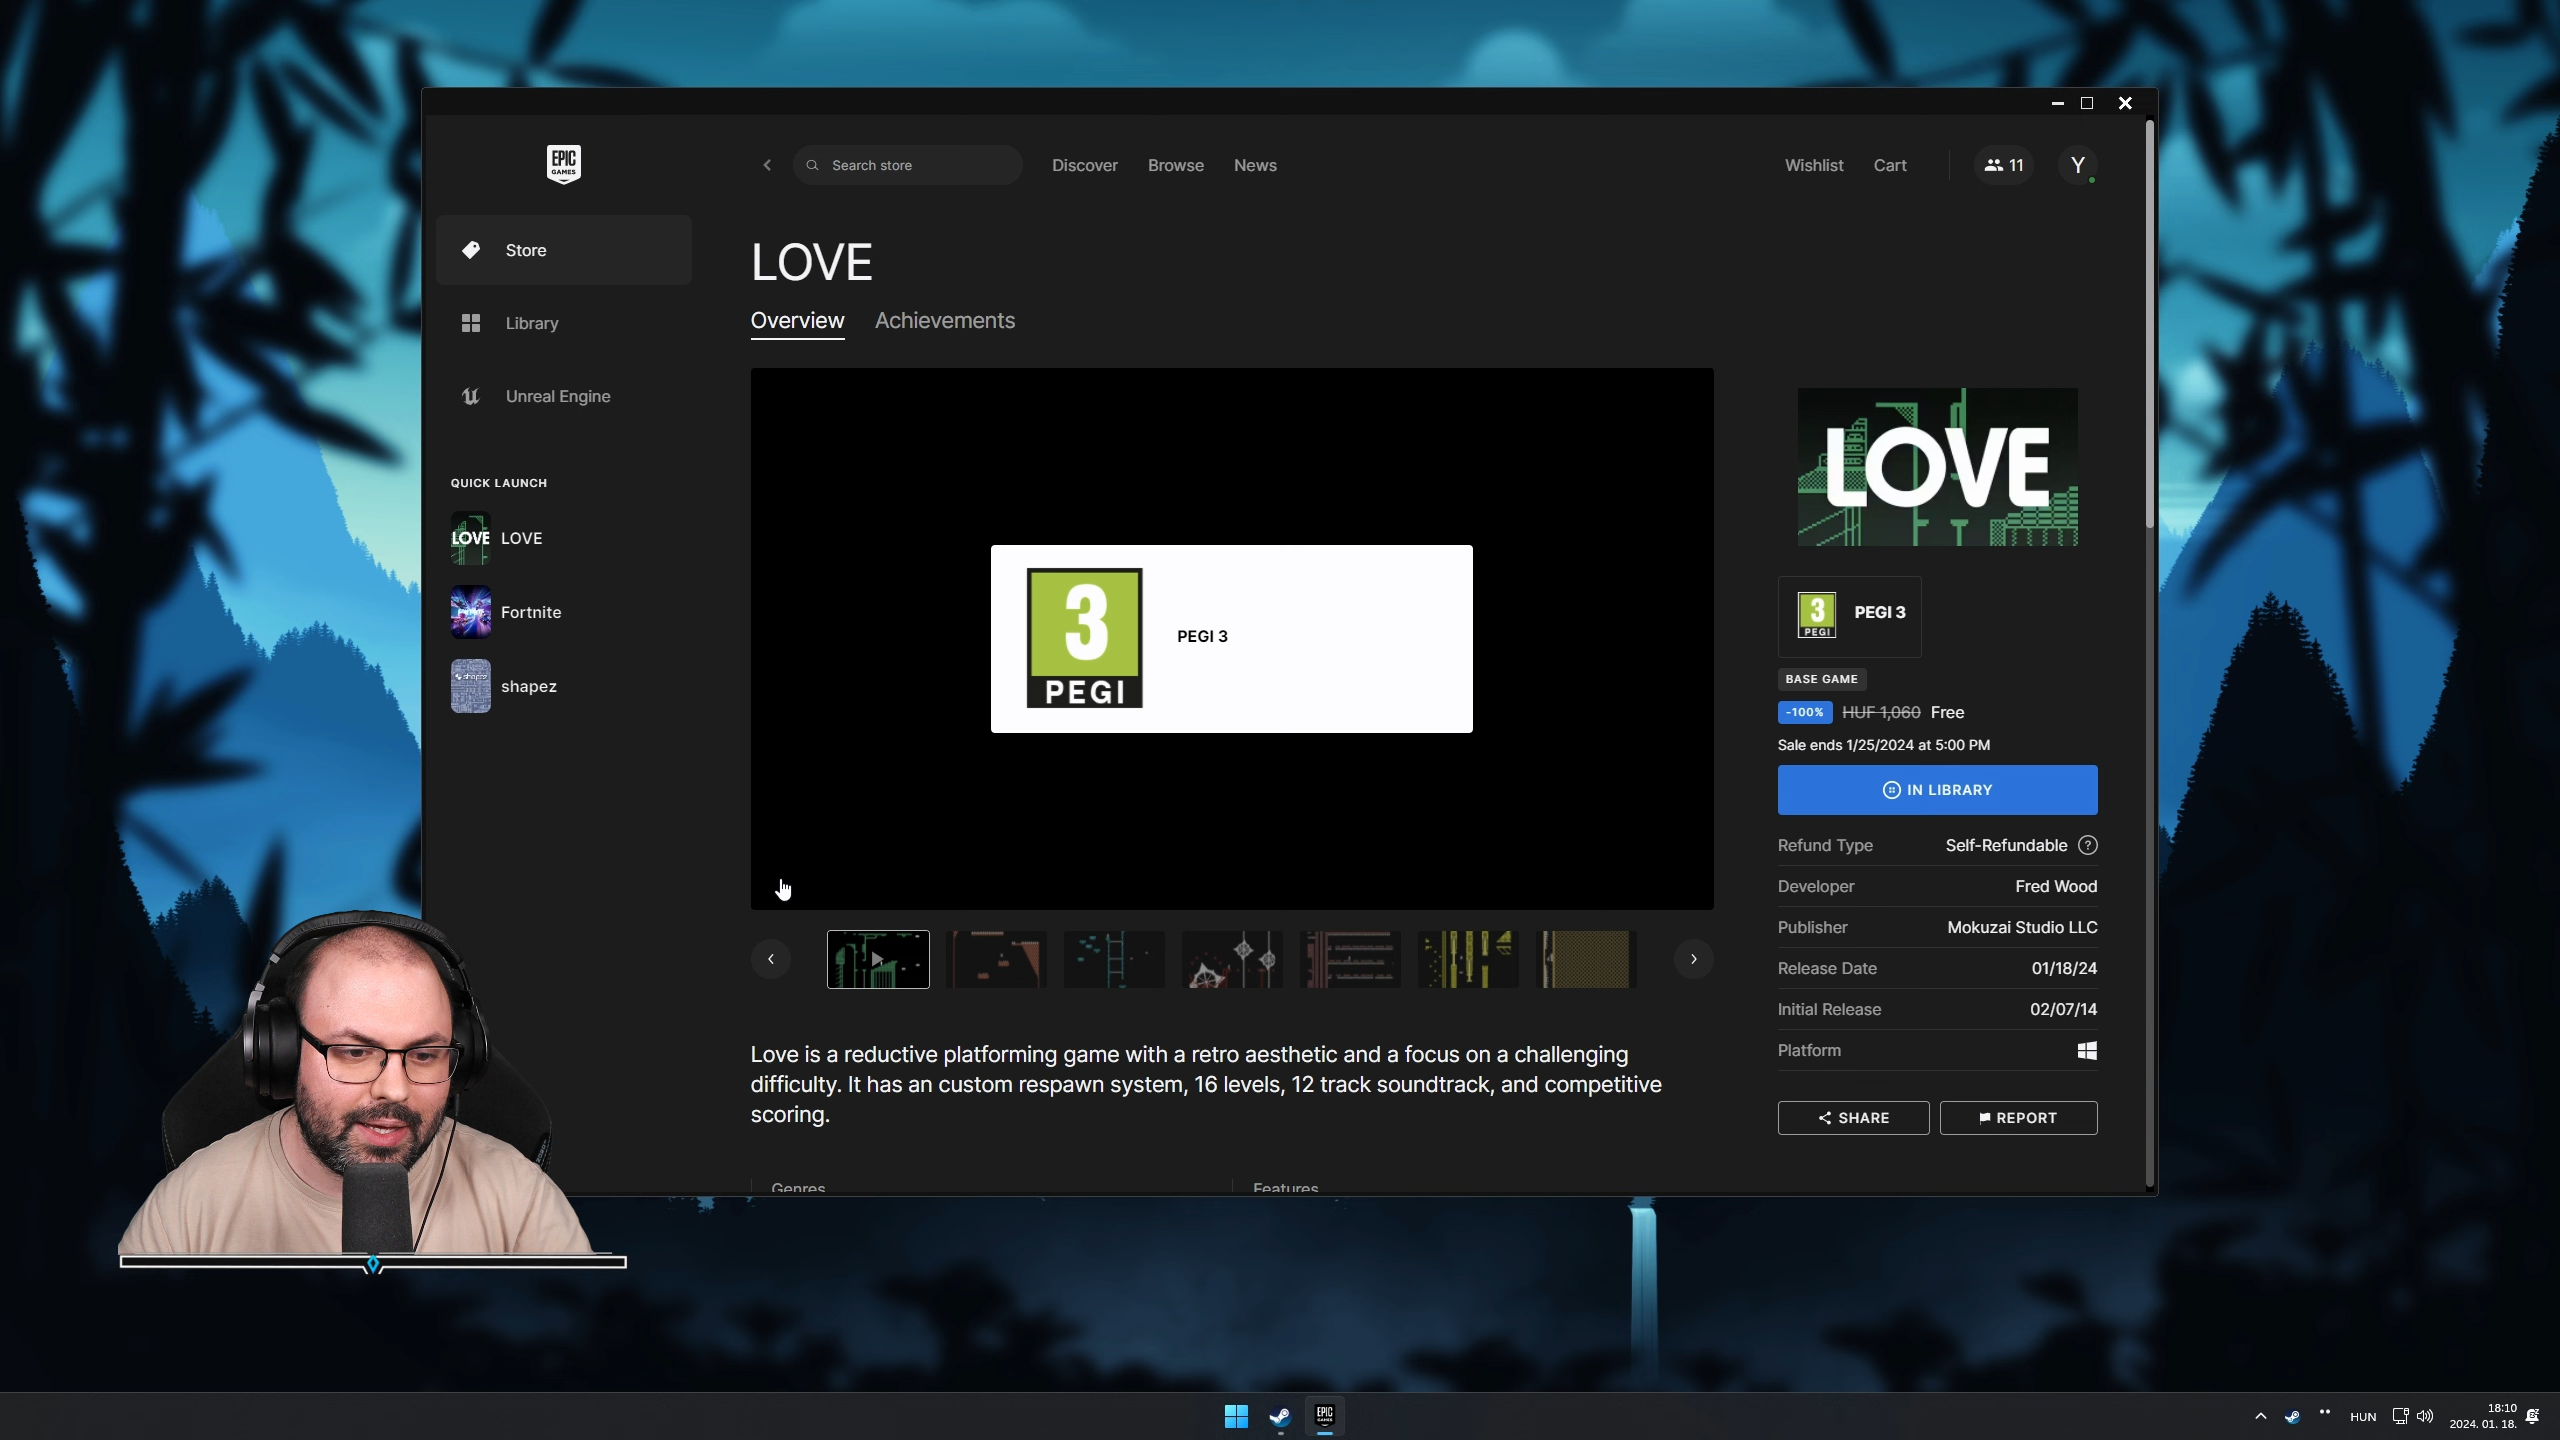 EPIC
GAMES
Search store
Discover
Browse
News
Wishlist
Cart
11
Y
Store
Library
Unreal Engine
QUICK LAUNCH
LOVE
LOVE
Fortnite
shapez
LOVE
Overview
Achievements
3
PEGI
PEGI 3
LOVE
3
PEGI
PEGI 3
BASE GAME
-100%
HUF 1,060
Free
Sale ends 1/25/2024 at 5:00 PM
IN LIBRARY
Refund Type
Self-Refundable
?
Developer
Fred Wood
Publisher
Mokuzai Studio LLC
Release Date
01/18/24
Initial Release
02/07/14
Platform
SHARE
REPORT
Love is a reductive platforming game with a retro aesthetic and a focus on a challenging
difficulty. It has an custom respawn system, 16 levels, 12 track soundtrack, and competitive
scoring.
Genres
Features
EPIC
GAMES
HUN
18:10
2024. 01. 18.